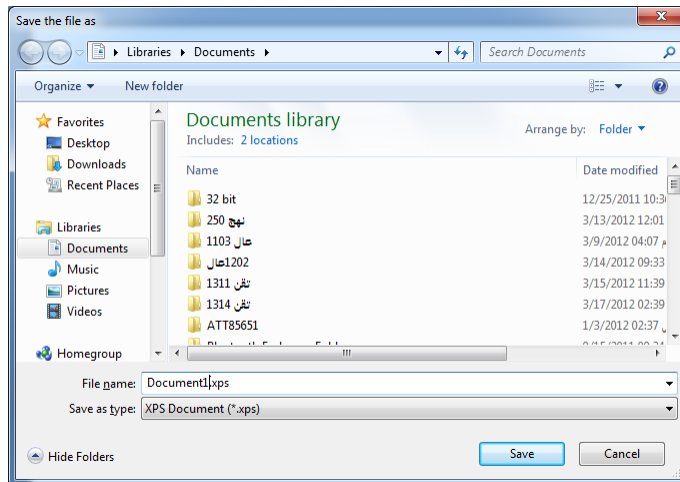 Save the file as
Libraries Documents
Search Documents
Organize New folder
Favorites
Desktop
Downloads
Recent Places
Libraries
Documents
Music
Pictures
Videos
Homegroup
Documents library
Includes: 2 locations
Arrange by: Folder
Name Date modified
32 bit 12/25/2011 10:3
نهج 250 3/13/2012 12:01
عال 1103 3/9/2012 04:07
1202عال 3/14/2012 09:33
تقن 1311 3/15/2012 11:39
تقن 1314 3/17/2012 02:39
ATT85651 1/3/2012 02:37
File name: Document1.xps
Save as type: XPS Document (*.xps)
Hide Folders Save Cancel